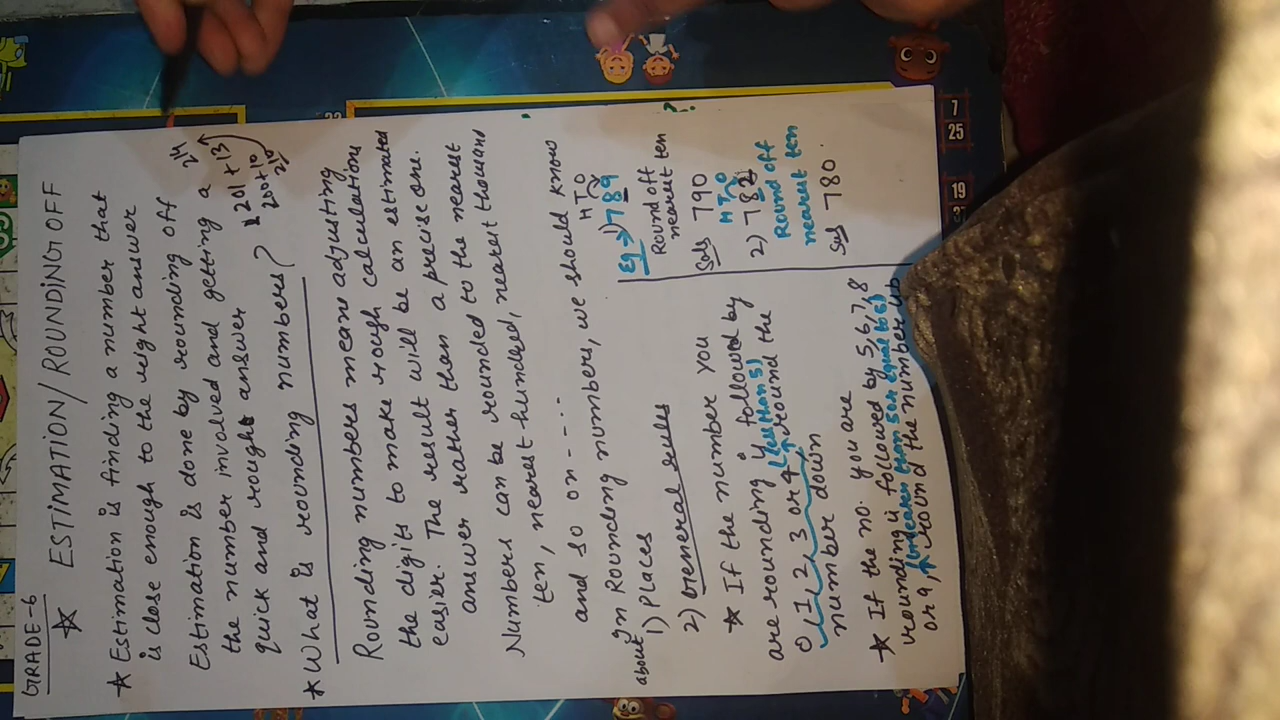 GRADE-6
★ ESTIMATION/ROUNDING OFF
★ Estimation is finding a number that
is close enough to the right answer
Estimation is done by rounding off
the number involved and getting a
quick and rough answer
214
201 + 13
200+10
210
★ What is rounding numbers?
Rounding numbers means adjusting
the digits to make rough calculations
easier. The result will be an estimated
answer rather than a precise one.
Numbers can be rounded to the nearest
ten, nearest hundred, nearest thousand
and so on ----
In Rounding numbers, we should know
about
1) Places
2) General rules
★ If the number you
are rounding is followed by
0,1,2,3 or 4, round the
(less than 5)
number down
★ If the no. you are
rounding is followed by 5,6,7,8
or 9, round the number up
Eg → 1) 789
H T O
Round off
nearest ten
Sol: 790
H T O
2) 782
Round off
nearest ten
Sol 780.
?
7
25
19